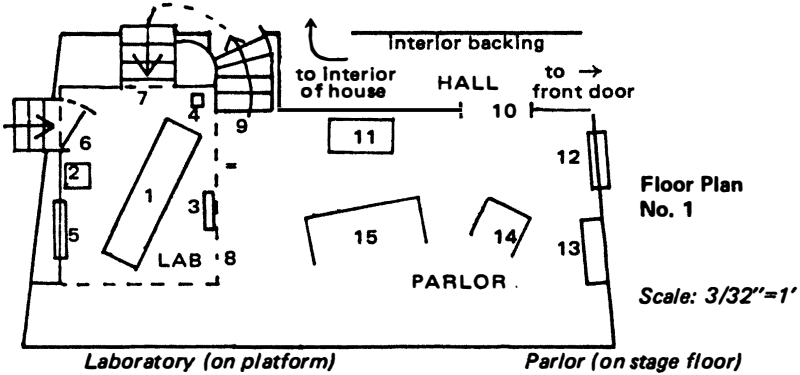 interior backing
to interior
of house
HALL
to →
front door
7
4
9
10
11
6
12
2
1
3
5
8
LAB
15
14
13
PARLOR
Floor Plan
No. 1
Scale: 3/32"=1'
Laboratory (on platform)
Parlor (on stage floor)